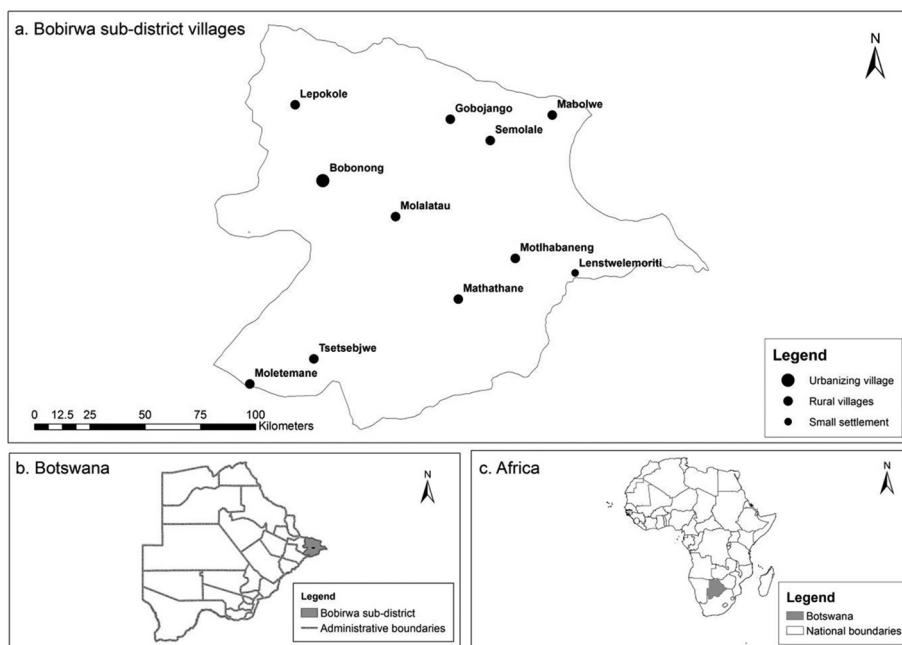 a. Bobirwa sub-district villages
N
Lepokole
Gobojango
Mabolwe
Semolale
Bobonong
Molalatau
Motlhabaneng
Lenstwelemoriti
Mathathane
Tsetsebjwe
Moletemane
0 12.5 25 50 75 100
Kilometers
Legend
Urbanizing village
Rural villages
Small settlement
b. Botswana
N
Legend
Bobirwa sub-district
Administrative boundaries
c. Africa
N
Legend
Botswana
National boundaries